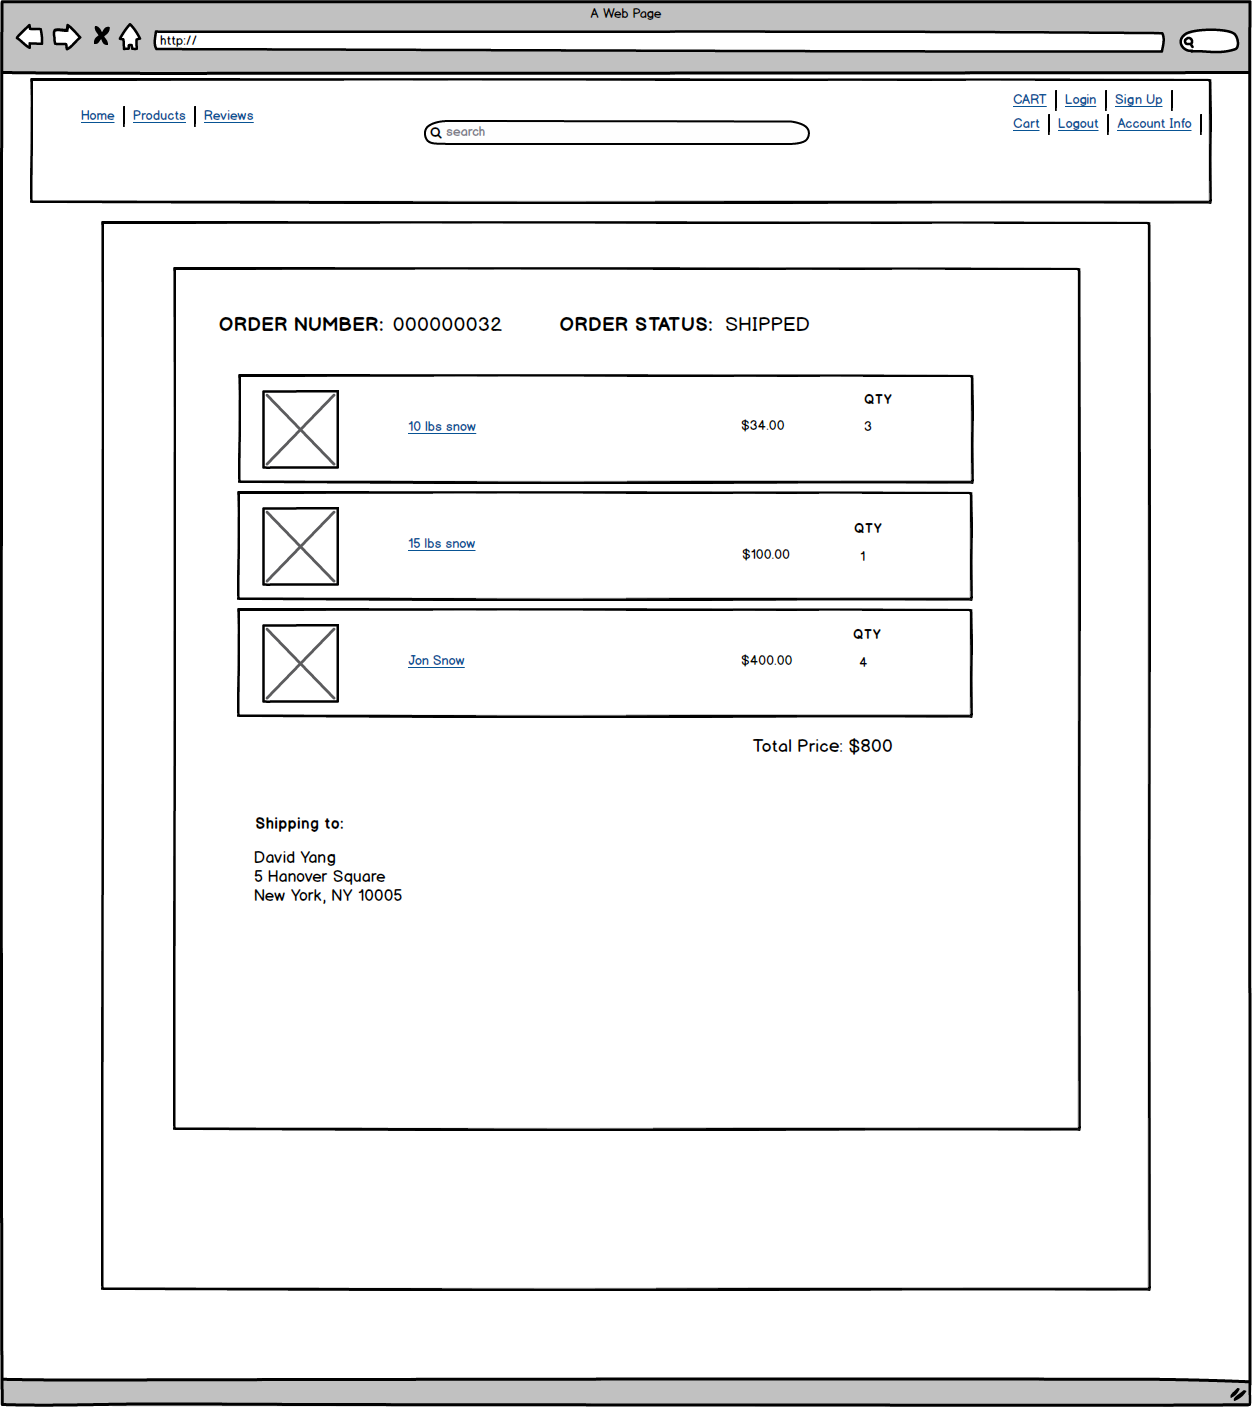 A Web Page
http://
Home Products Reviews
search
CART Login Sign Up
Cart Logout Account Info
ORDER NUMBER: 000000032 ORDER STATUS: SHIPPED
QTY
10 lbs snow $34.00 3
QTY
15 lbs snow $100.00 1
QTY
Jon Snow $400.00 4
Total Price: $800
Shipping to:
David Yang
5 Hanover Square
New York, NY 10005